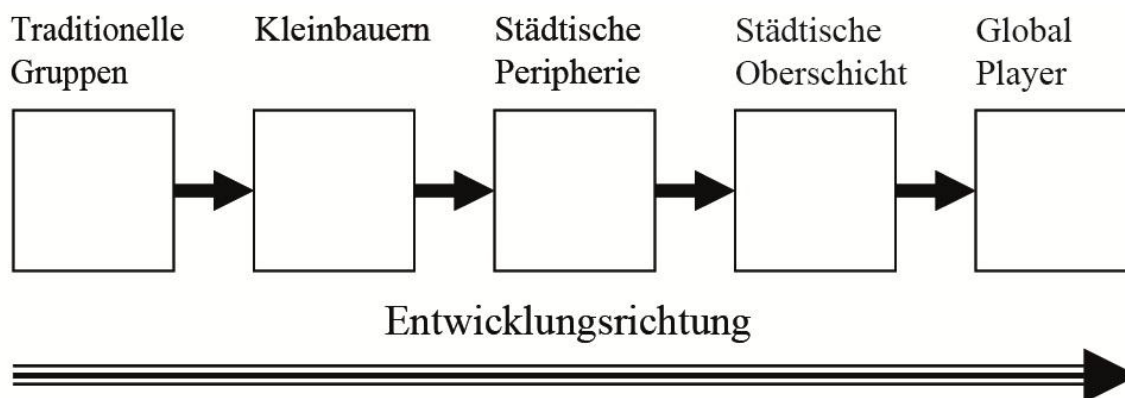 Traditionelle
Gruppen
Kleinbauern
Städtische
Peripherie
Städtische
Oberschicht
Global
Player
Entwicklungsrichtung